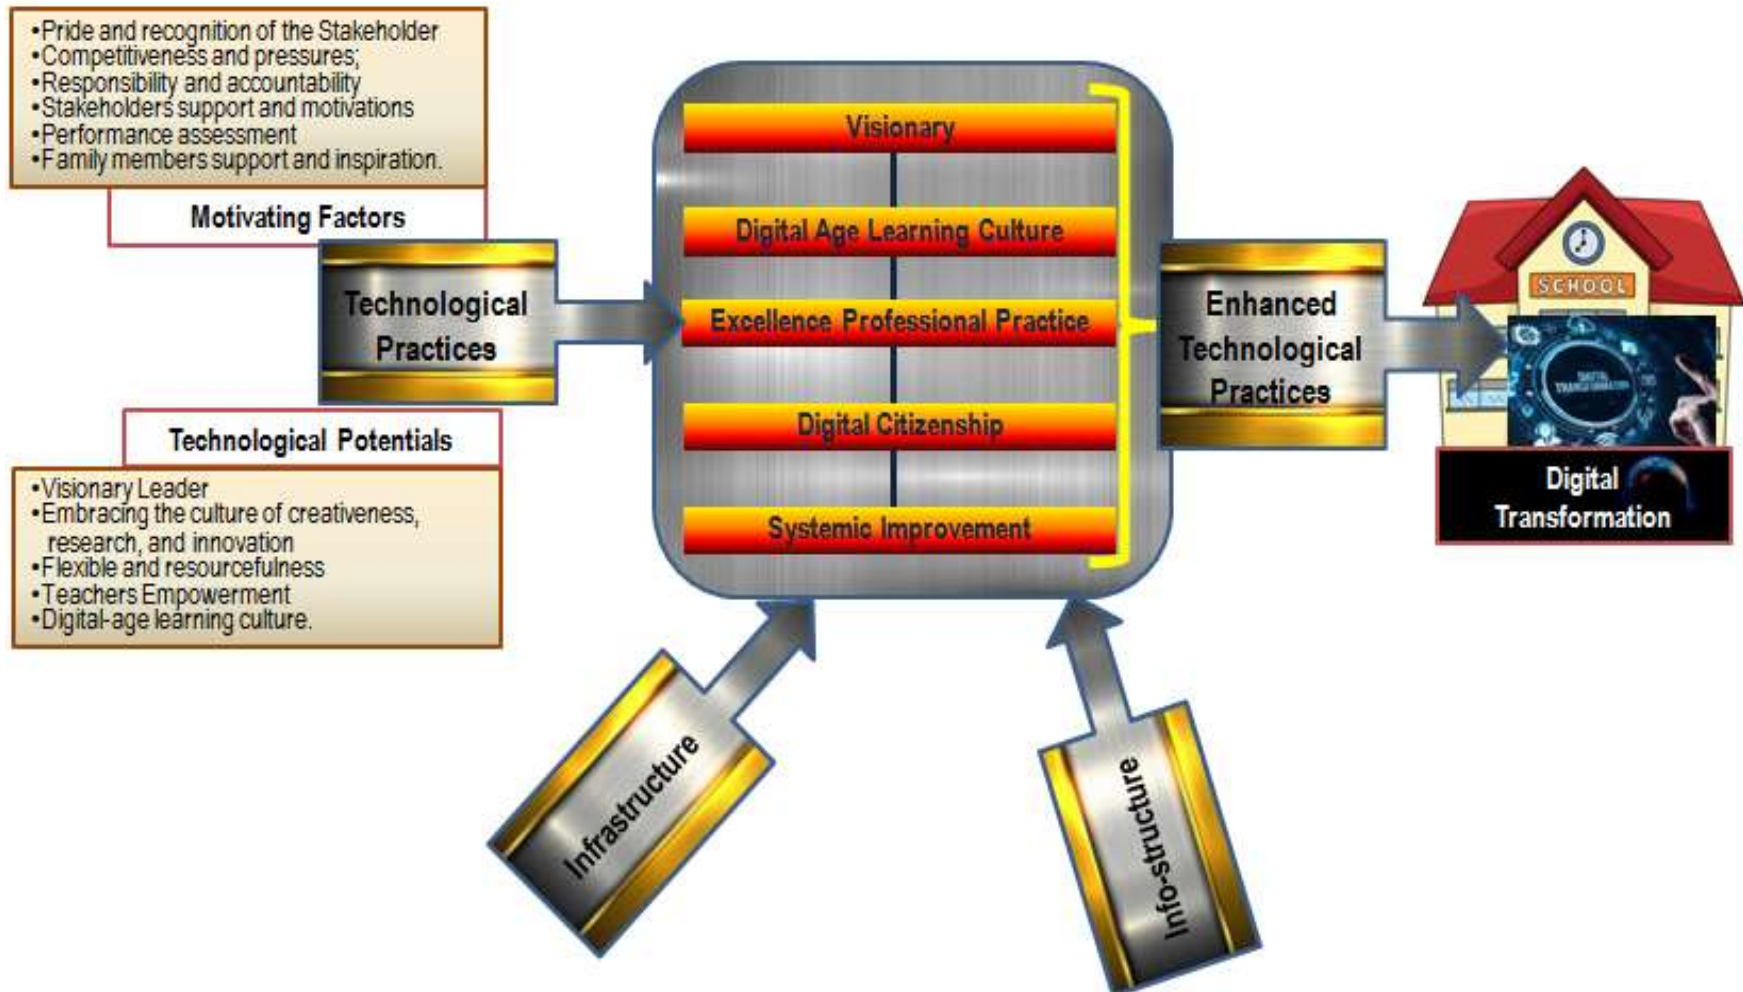 •Pride and recognition of the Stakeholder
•Competitiveness and pressures;
•Responsibility and accountability
•Stakeholders support and motivations
•Performance assessment
•Family members support and inspiration.
Motivating Factors
Technological
Practices
Technological Potentials
•Visionary Leader
•Embracing the culture of creativeness,
research, and innovation
•Flexible and resourcefulness
•Teachers Empowerment
•Digital-age learning culture.
Visionary
Digital Age Learning Culture
Excellence Professional Practice
Digital Citizenship
Systemic Improvement
Infrastructure
Info-structure
Enhanced
Technological
Practices
SCHOOL
DIGITAL
TRANSFORMATION
Digital
Transformation